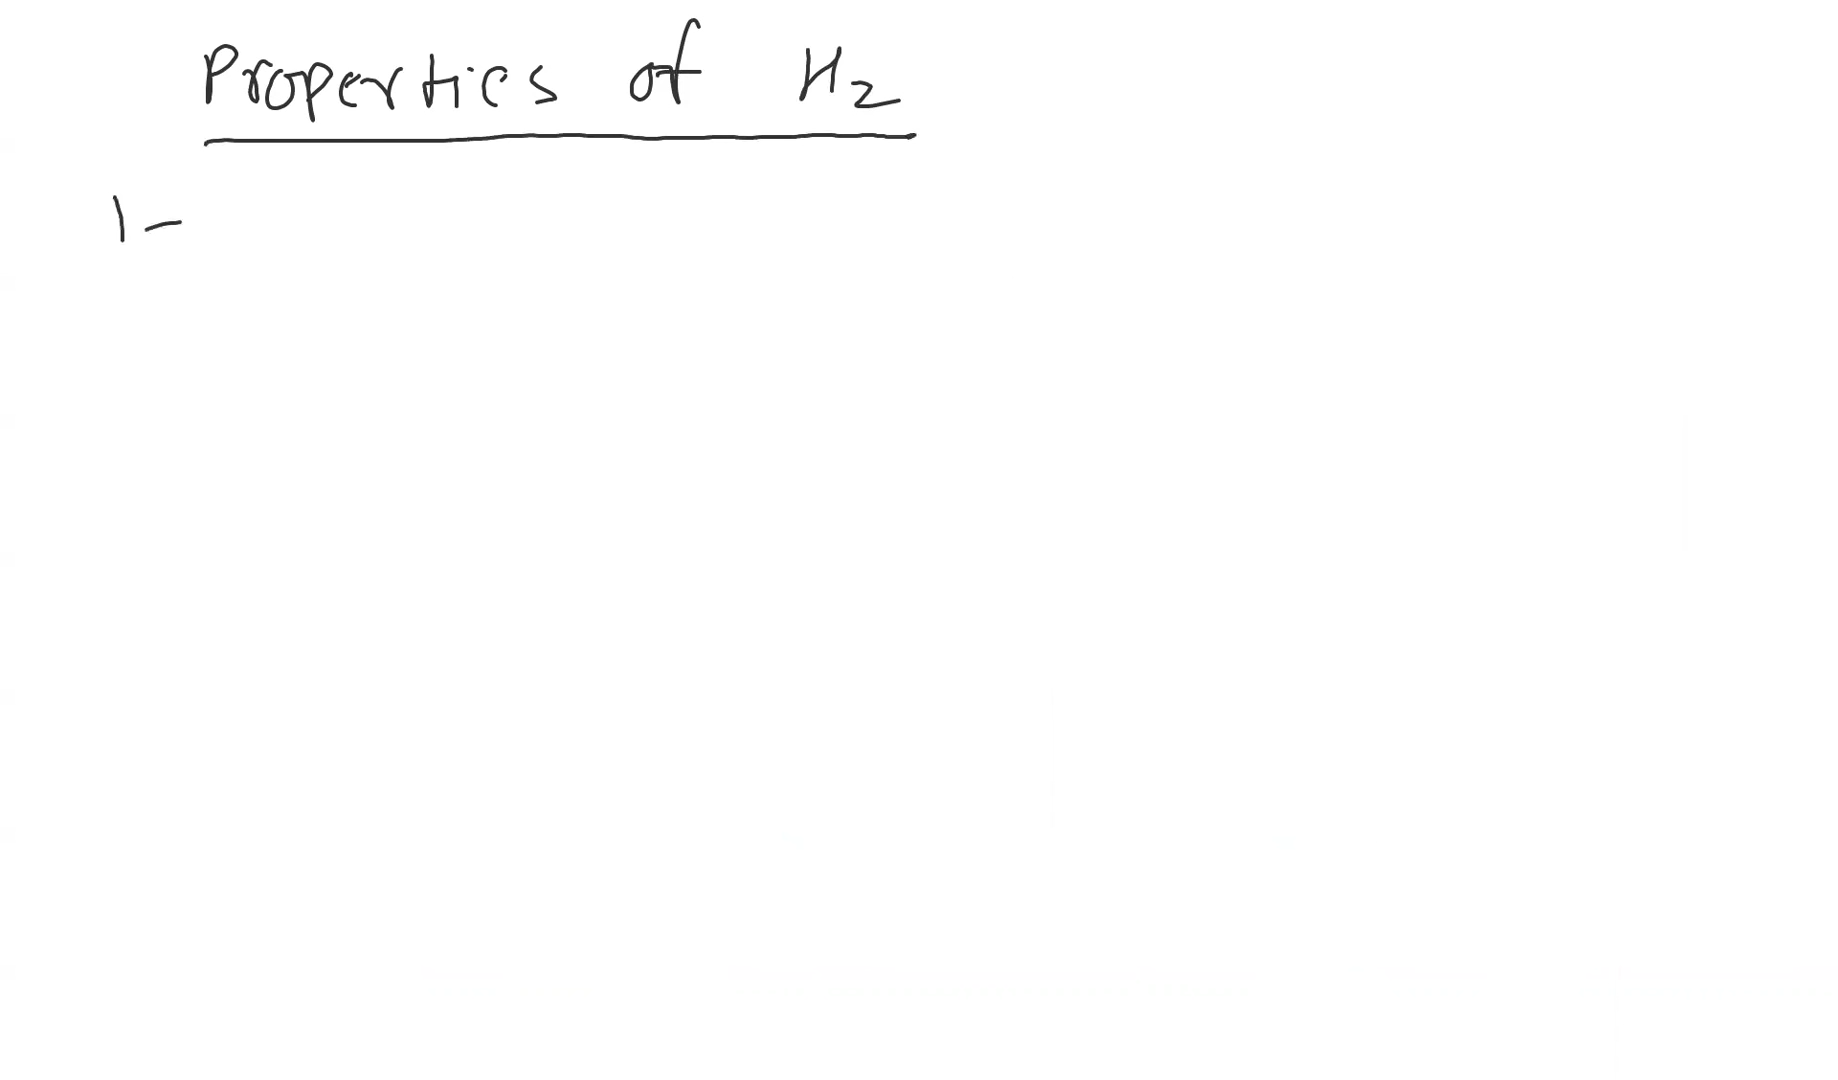 Properties of H₂
1-